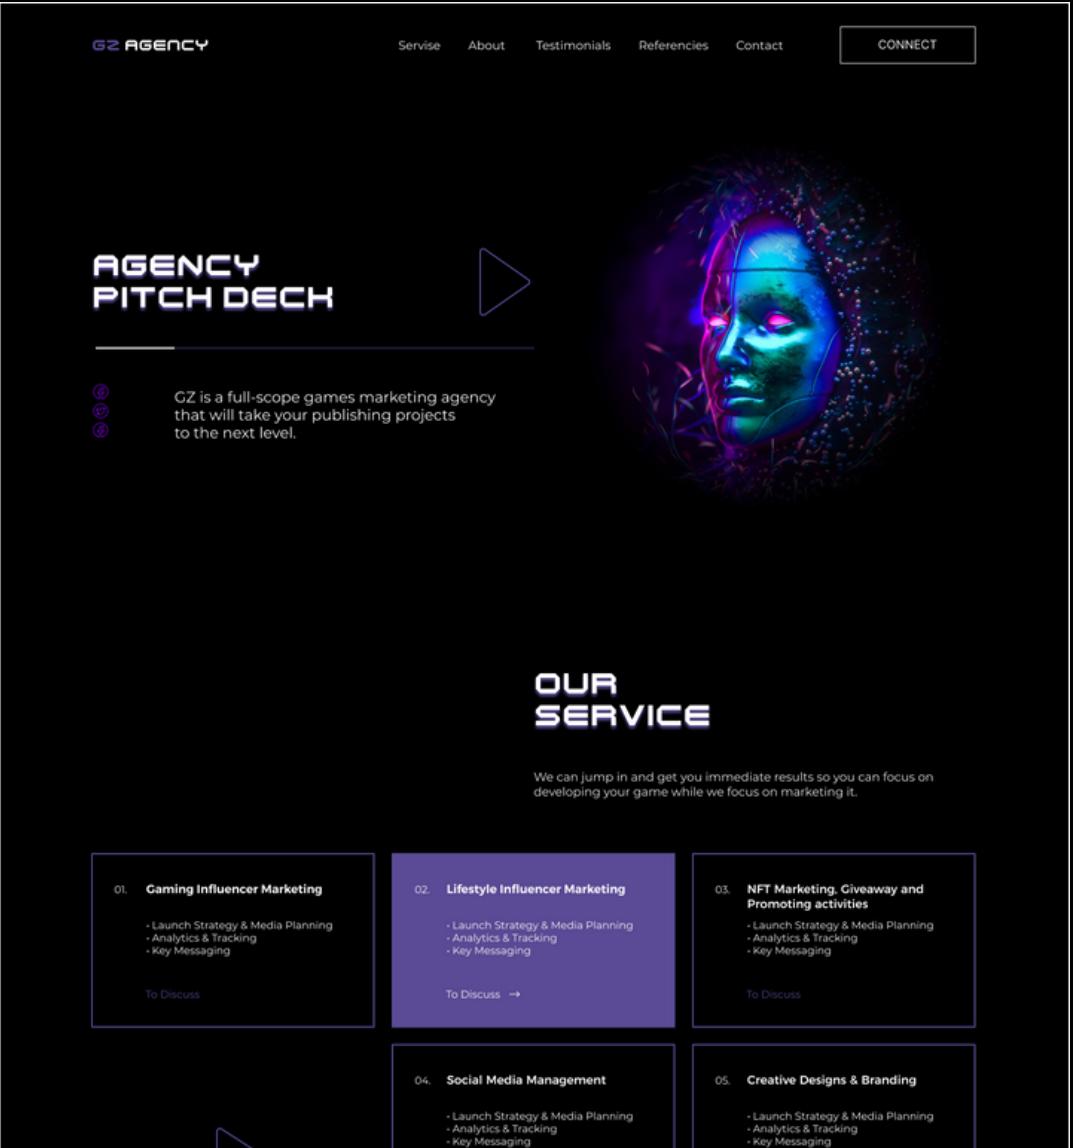 GZ AGENCY
Servise About Testimonials Referencies Contact CONNECT
AGENCY
PITCH DECK
GZ is a full-scope games marketing agency
that will take your publishing projects
to the next level.
OUR
SERVICE
We can jump in and get you immediate results so you can focus on
developing your game while we focus on marketing it.
01. Gaming Influencer Marketing
- Launch Strategy & Media Planning
- Analytics & Tracking
- Key Messaging
To Discuss
02. Lifestyle Influencer Marketing
- Launch Strategy & Media Planning
- Analytics & Tracking
- Key Messaging
To Discuss →
03. NFT Marketing. Giveaway and
Promoting activities
- Launch Strategy & Media Planning
- Analytics & Tracking
- Key Messaging
To Discuss
04. Social Media Management
- Launch Strategy & Media Planning
- Analytics & Tracking
- Key Messaging
05. Creative Designs & Branding
- Launch Strategy & Media Planning
- Analytics & Tracking
- Key Messaging